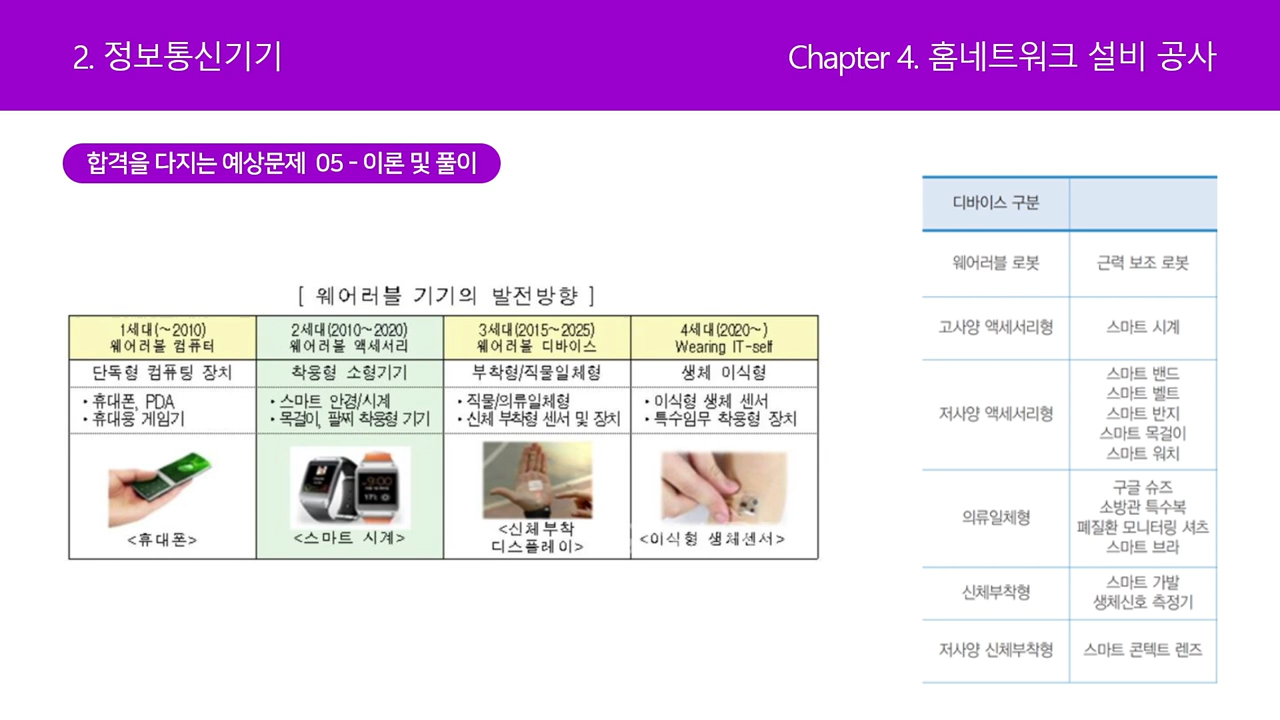 2. 정보통신기기
Chapter 4. 홈네트워크 설비 공사
합격을 다지는 예상문제 05 - 이론 및 풀이
[ 웨어러블 기기의 발전방향 ]
1세대(~2010)
웨어러블 컴퓨터
2세대(2010~2020)
웨어러블 액세서리
3세대(2015~2025)
웨어러블 디바이스
4세대(2020~)
Wearing IT-self
단독형 컴퓨팅 장치
착용형 소형기기
부착형/직물일체형
생체 이식형
• 휴대폰, PDA
• 휴대용 게임기
• 스마트 안경/시계
• 목걸이, 팔찌 착용형 기기
• 직물/의류일체형
• 신체 부착형 센서 및 장치
• 이식형 생체 센서
• 특수임무 착용형 장치
<휴대폰>
<스마트 시계>
<신체부착
디스플레이>
<이식형 생체센서>
디바이스 구분
웨어러블 로봇
근력 보조 로봇
고사양 액세서리형
스마트 시계
저사양 액세서리형
스마트 밴드
스마트 벨트
스마트 반지
스마트 목걸이
스마트 워치
의류일체형
구글 슈즈
소방관 특수복
폐질환 모니터링 셔츠
스마트 브라
신체부착형
스마트 가발
생체신호 측정기
저사양 신체부착형
스마트 콘텍트 렌즈